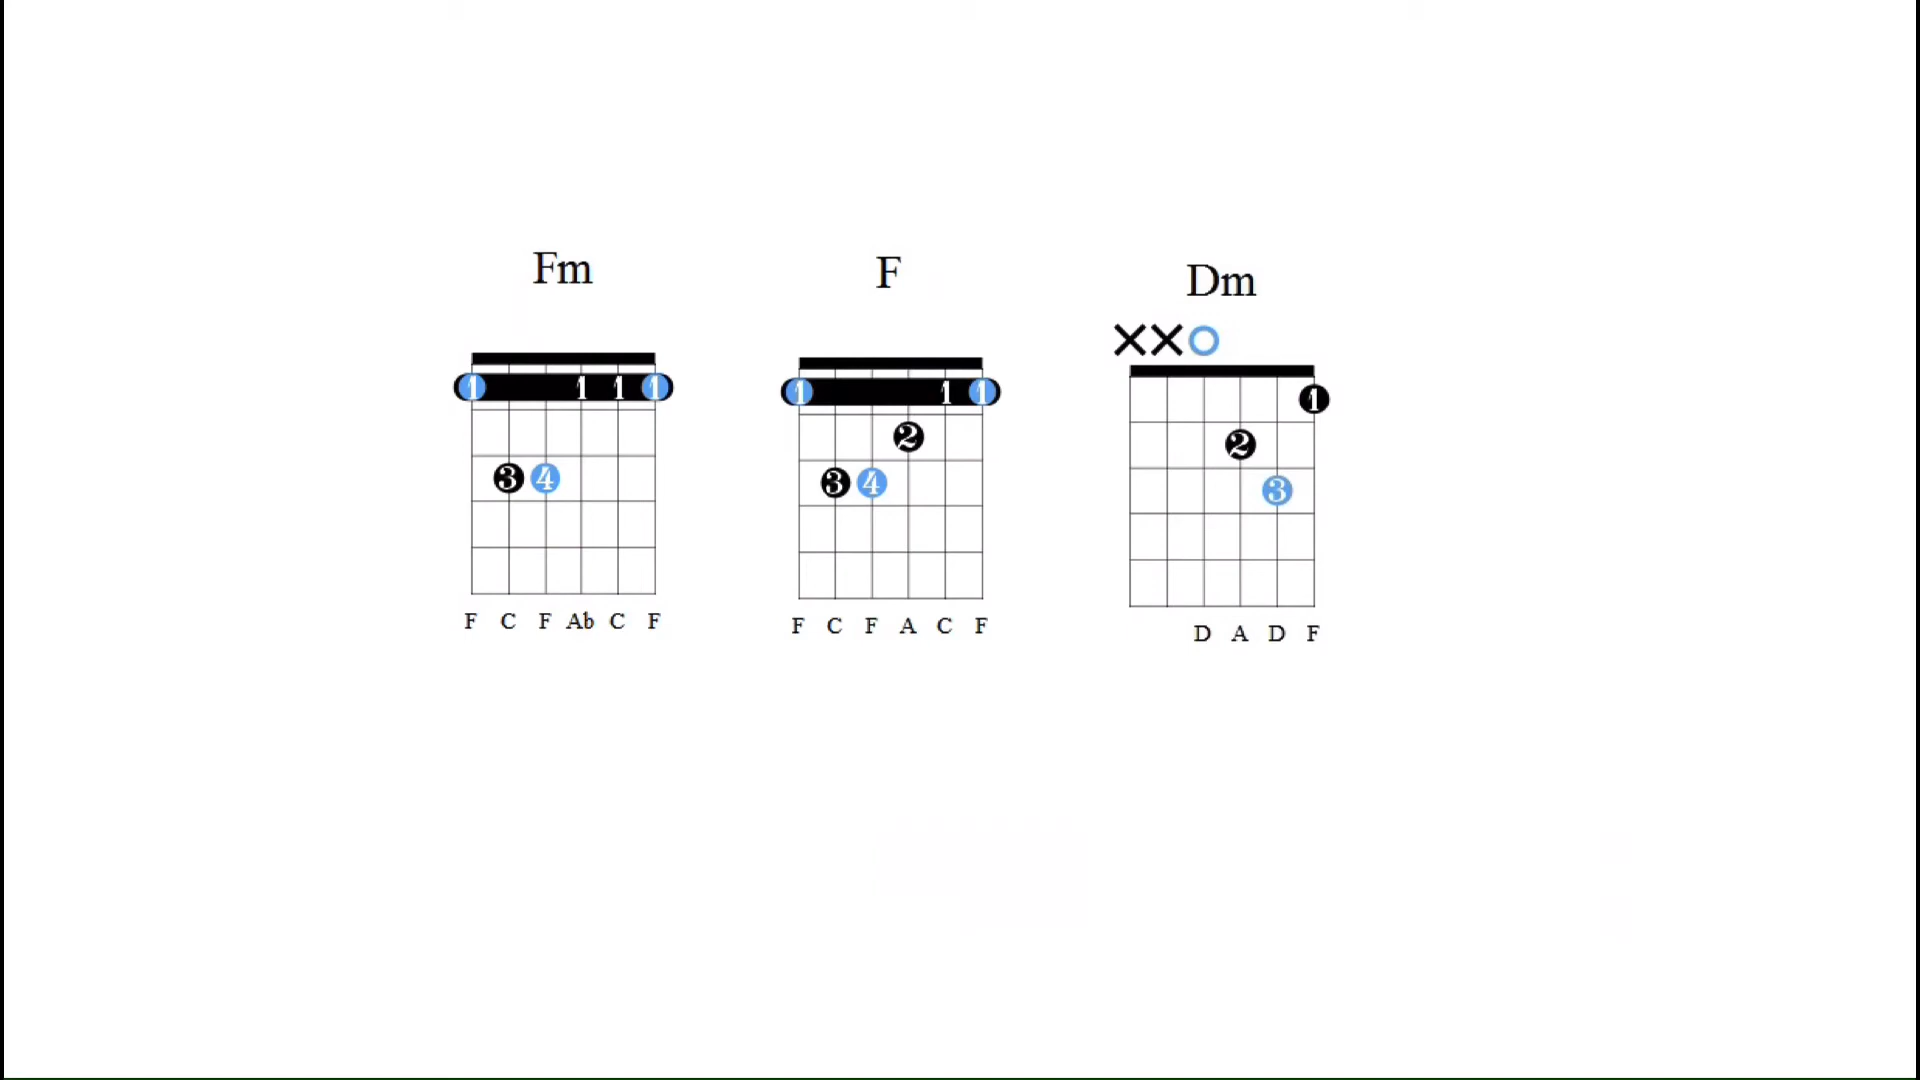 Fm
1 1 1 1
3 4
F C F Ab C F
F
1 1 1
2
3 4
F C F A C F
Dm
1
2
3
D A D F